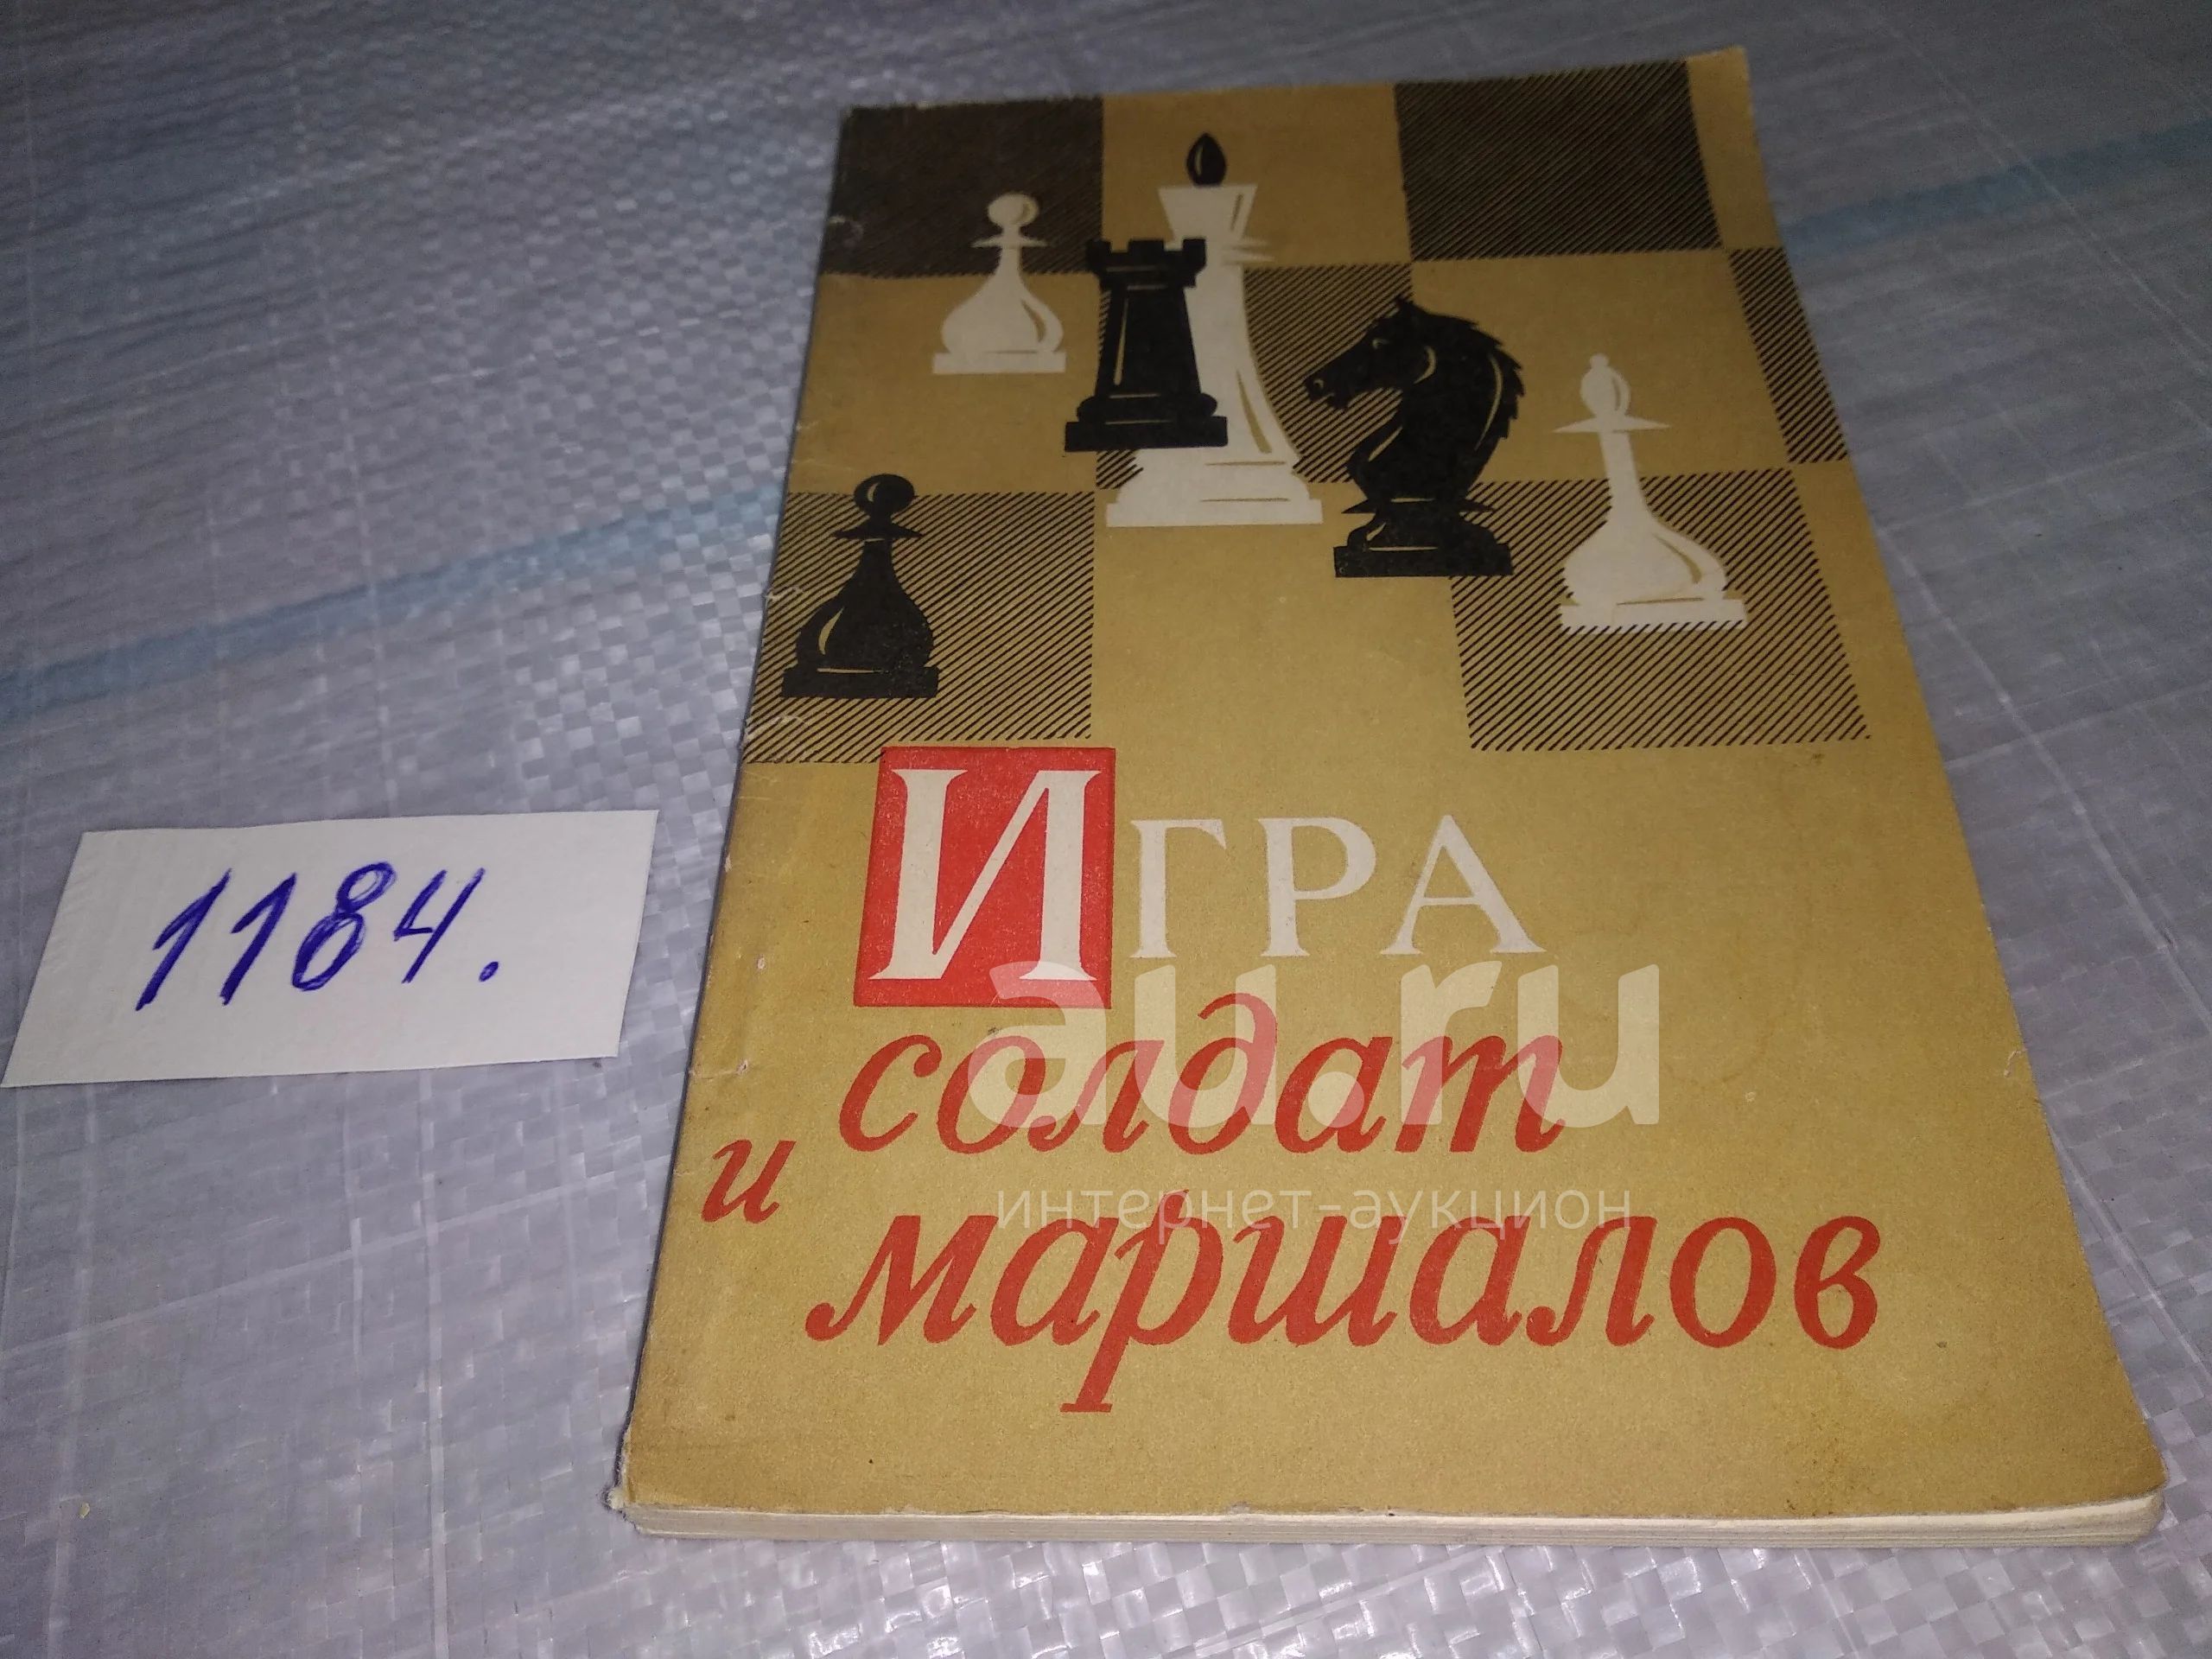 1184.
ИГРА
солдат
и
маршалов
au.ru
интернет-аукцион